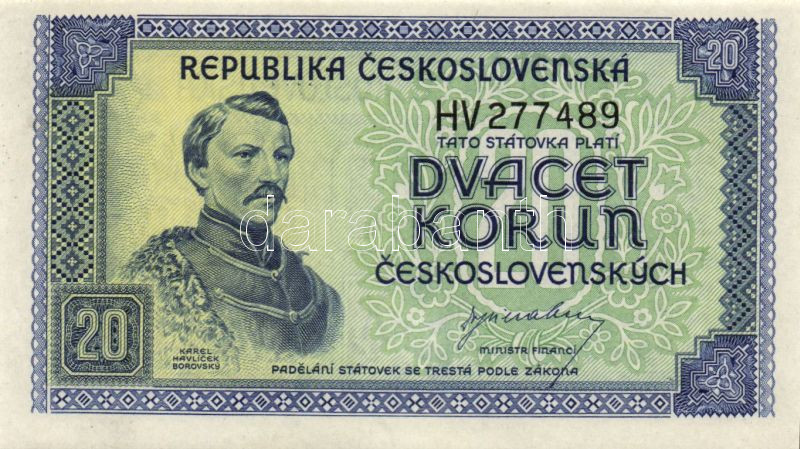 20
REPUBLIKA ČESKOSLOVENSKÁ
HV 277489
TATO STÁTOVKA PLATÍ
DVACET
KORUN
ČESKOSLOVENSKÝCH
darabanth
20
KAREL
HAVLÍČEK
BOROVSKÝ
MINISTR FINANCÍ
PADĚLÁNÍ STÁTOVEK SE TRESTÁ PODLE ZÁKONA